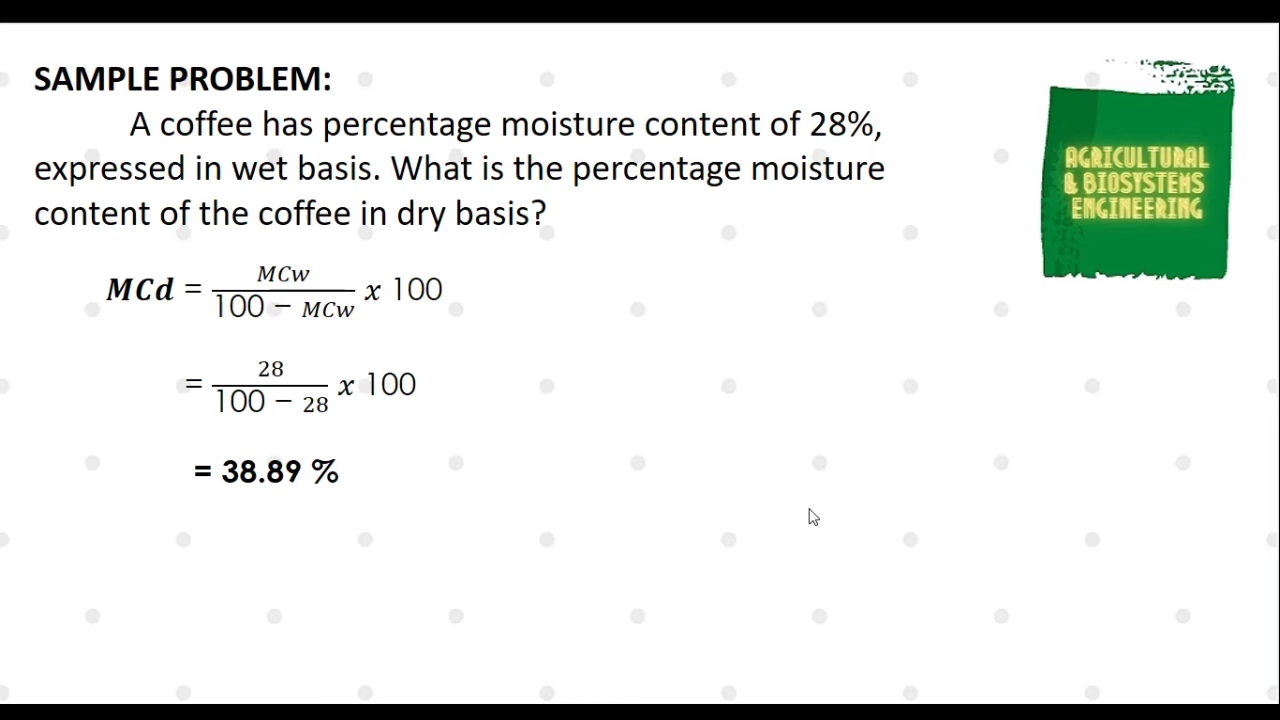 SAMPLE PROBLEM:
A coffee has percentage moisture content of 28%,
expressed in wet basis. What is the percentage moisture
content of the coffee in dry basis?
AGRICULTURAL
& BIOSYSTEMS
ENGINEERING
MCd = MCw / 100 − MCw x 100
= 28 / 100 − 28 x 100
= 38.89 %